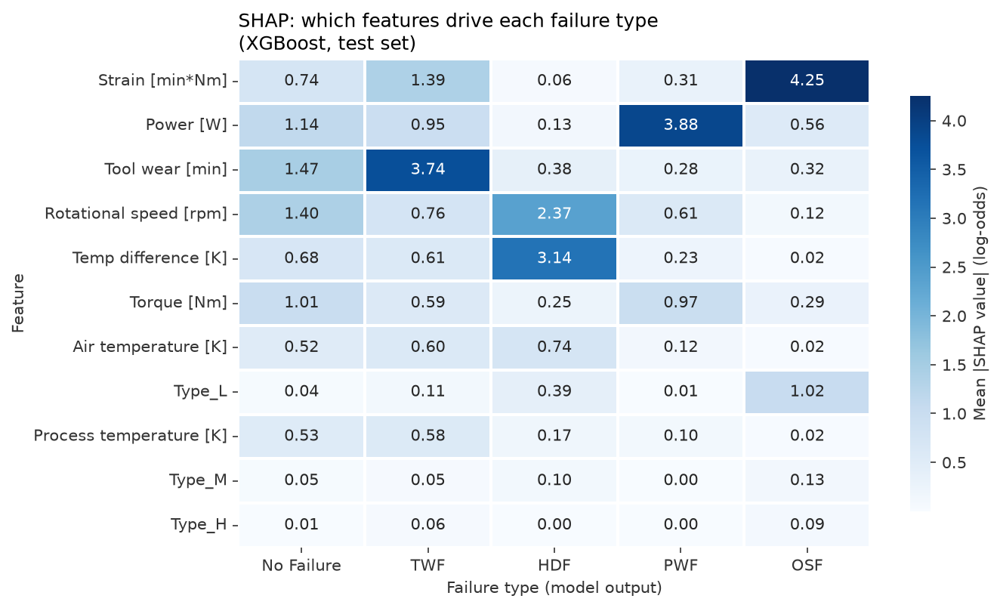 SHAP: which features drive each failure type
(XGBoost, test set)
Strain [min*Nm] 0.74 1.39 0.06 0.31 4.25
Power [W] 1.14 0.95 0.13 3.88 0.56
Tool wear [min] 1.47 3.74 0.38 0.28 0.32
Rotational speed [rpm] 1.40 0.76 2.37 0.61 0.12
Temp difference [K] 0.68 0.61 3.14 0.23 0.02
Torque [Nm] 1.01 0.59 0.25 0.97 0.29
Air temperature [K] 0.52 0.60 0.74 0.12 0.02
Type_L 0.04 0.11 0.39 0.01 1.02
Process temperature [K] 0.53 0.58 0.17 0.10 0.02
Type_M 0.05 0.05 0.10 0.00 0.13
Type_H 0.01 0.06 0.00 0.00 0.09
No Failure TWF HDF PWF OSF
Failure type (model output)
Feature
4.0
3.5
3.0
2.5
2.0
1.5
1.0
0.5
Mean |SHAP value| (log-odds)